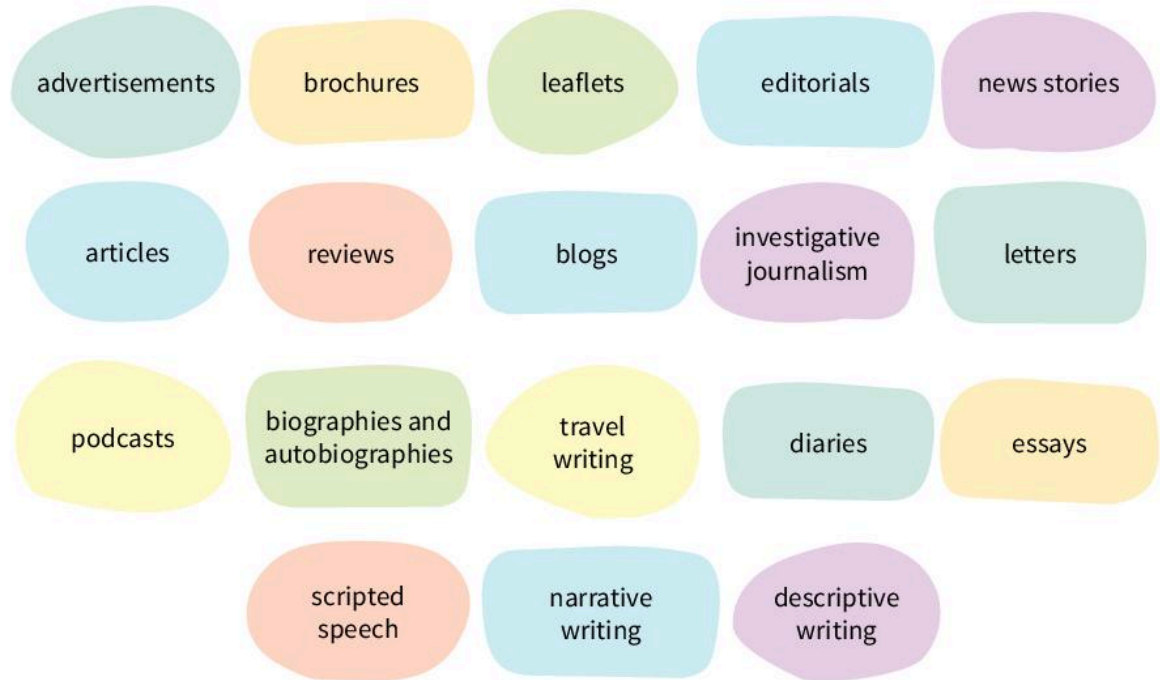 advertisements
brochures
leaflets
editorials
news stories
articles
reviews
blogs
investigative
journalism
letters
podcasts
biographies and
autobiographies
travel
writing
diaries
essays
scripted
speech
narrative
writing
descriptive
writing